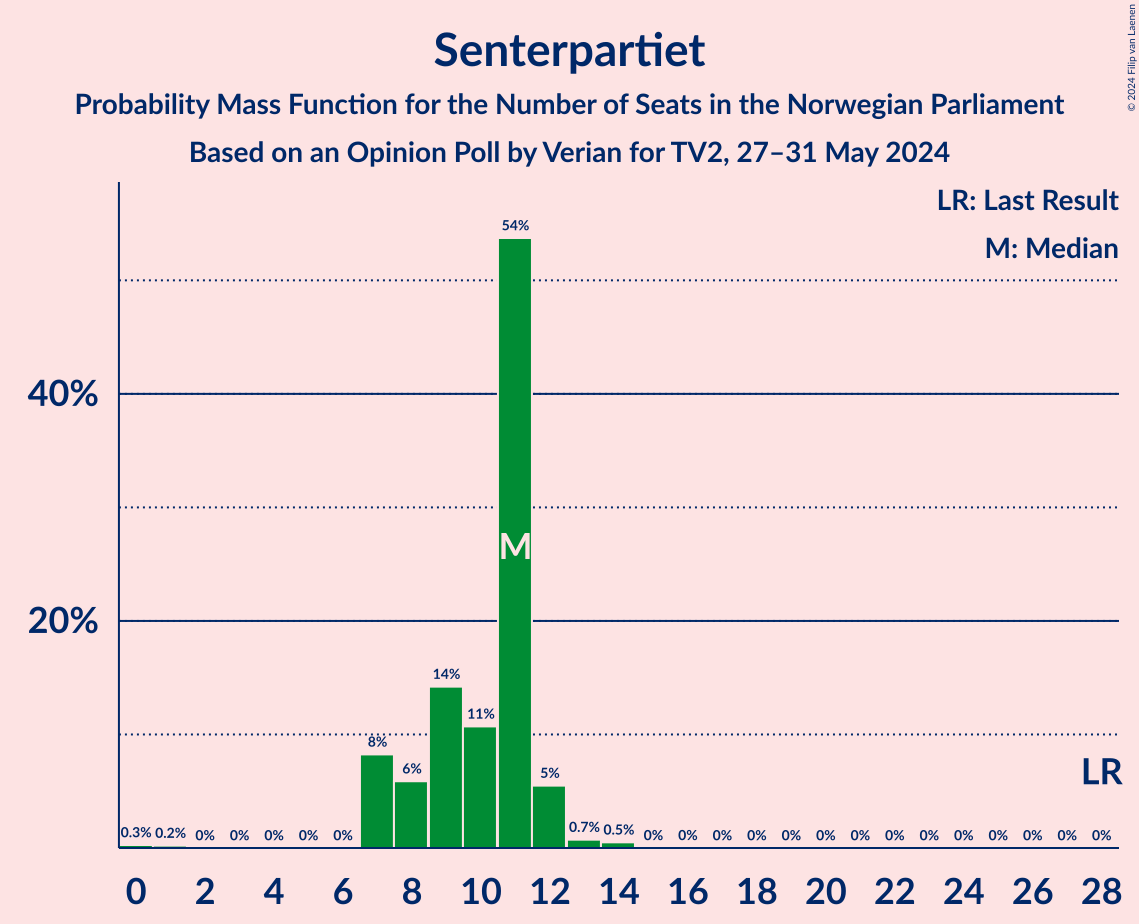 Senterpartiet
Probability Mass Function for the Number of Seats in the Norwegian Parliament
Based on an Opinion Poll by Verian for TV2, 27–31 May 2024
© 2024 Filip van Laenen
LR: Last Result
M: Median
54%
40%
M
20%
14%
11%
8%
6%
5%
LR
0.3% 0.2% 0% 0% 0% 0% 0% 0.7% 0.5% 0% 0% 0% 0% 0% 0% 0% 0% 0% 0% 0% 0% 0% 0%
0 2 4 6 8 10 12 14 16 18 20 22 24 26 28